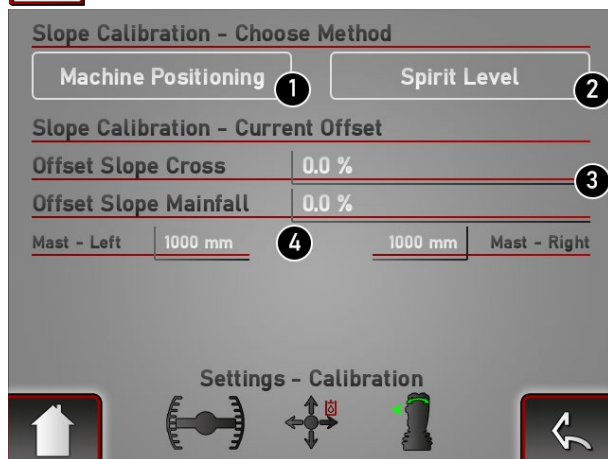 Slope Calibration - Choose Method
Machine Positioning 1 Spirit Level 2
Slope Calibration - Current Offset
Offset Slope Cross 0.0 % 3
Offset Slope Mainfall 0.0 %
Mast - Left 1000 mm 4 1000 mm Mast - Right
Settings - Calibration